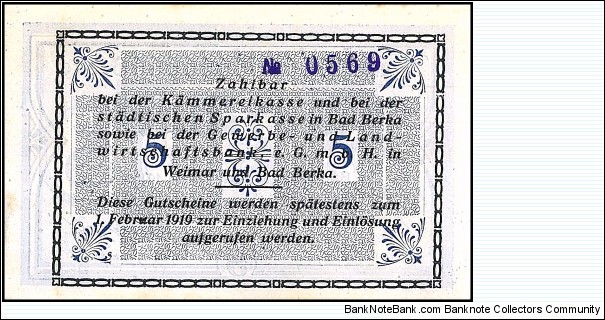 № 0569
Zahlbar
bei der Kämmereikasse und bei der
städtischen Sparkasse in Bad Berka
sowie bei der Gewerbe- und Land-
wirtschaftsbank, e. G. m. b. H. in
Weimar und Bad Berka.
5 5
Diese Gutscheine werden spätestens zum
1. Februar 1919 zur Einziehung und Einlösung
aufgerufen werden.
BankNoteBank.com - BankNote Collectors Community